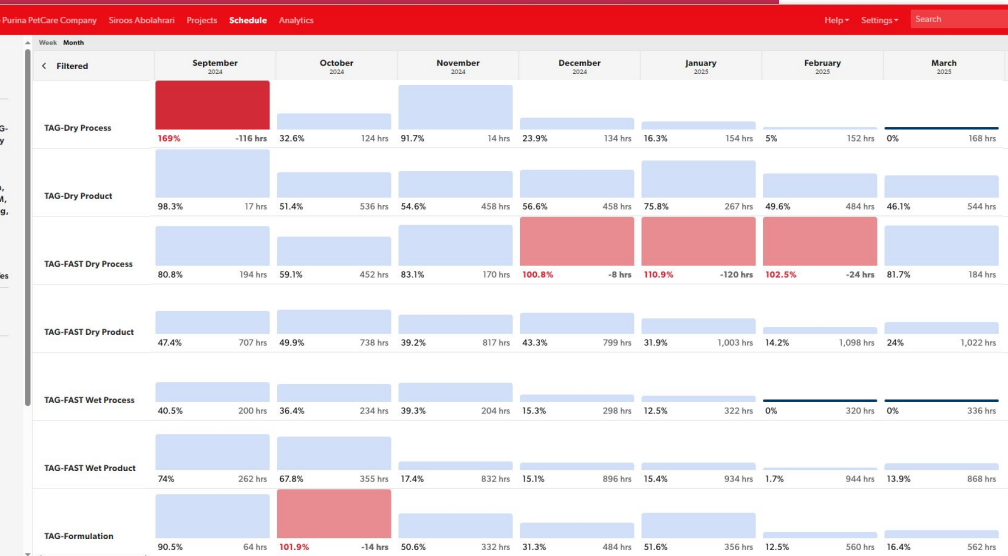 Purina PetCare Company Siroos Abolahrari Projects Schedule Analytics Help Settings Search
Week Month
Filtered September October November December January February March
2024 2024 2024 2024 2025 2025 2025
TAG-Dry Process
169% -116 hrs 32.6% 124 hrs 91.7% 14 hrs 23.9% 134 hrs 16.3% 154 hrs 5% 152 hrs 0% 168 hrs
TAG-Dry Product
98.3% 17 hrs 51.4% 536 hrs 54.6% 458 hrs 56.6% 458 hrs 75.8% 267 hrs 49.6% 484 hrs 46.1% 544 hrs
TAG-FAST Dry Process
80.8% 194 hrs 59.1% 452 hrs 83.1% 170 hrs 100.8% -8 hrs 110.9% -120 hrs 102.5% -24 hrs 81.7% 184 hrs
TAG-FAST Dry Product
47.4% 707 hrs 49.9% 738 hrs 39.2% 817 hrs 43.3% 799 hrs 31.9% 1,003 hrs 14.2% 1,098 hrs 24% 1,022 hrs
TAG-FAST Wet Process
40.5% 200 hrs 36.4% 234 hrs 39.3% 204 hrs 15.3% 298 hrs 12.5% 322 hrs 0% 320 hrs 0% 336 hrs
TAG-FAST Wet Product
74% 262 hrs 67.8% 355 hrs 17.4% 832 hrs 15.1% 896 hrs 15.4% 934 hrs 1.7% 944 hrs 13.9% 868 hrs
TAG-Formulation
90.5% 64 hrs 101.9% -14 hrs 50.6% 332 hrs 31.3% 484 hrs 51.6% 356 hrs 12.5% 560 hrs 16.4% 562 hrs